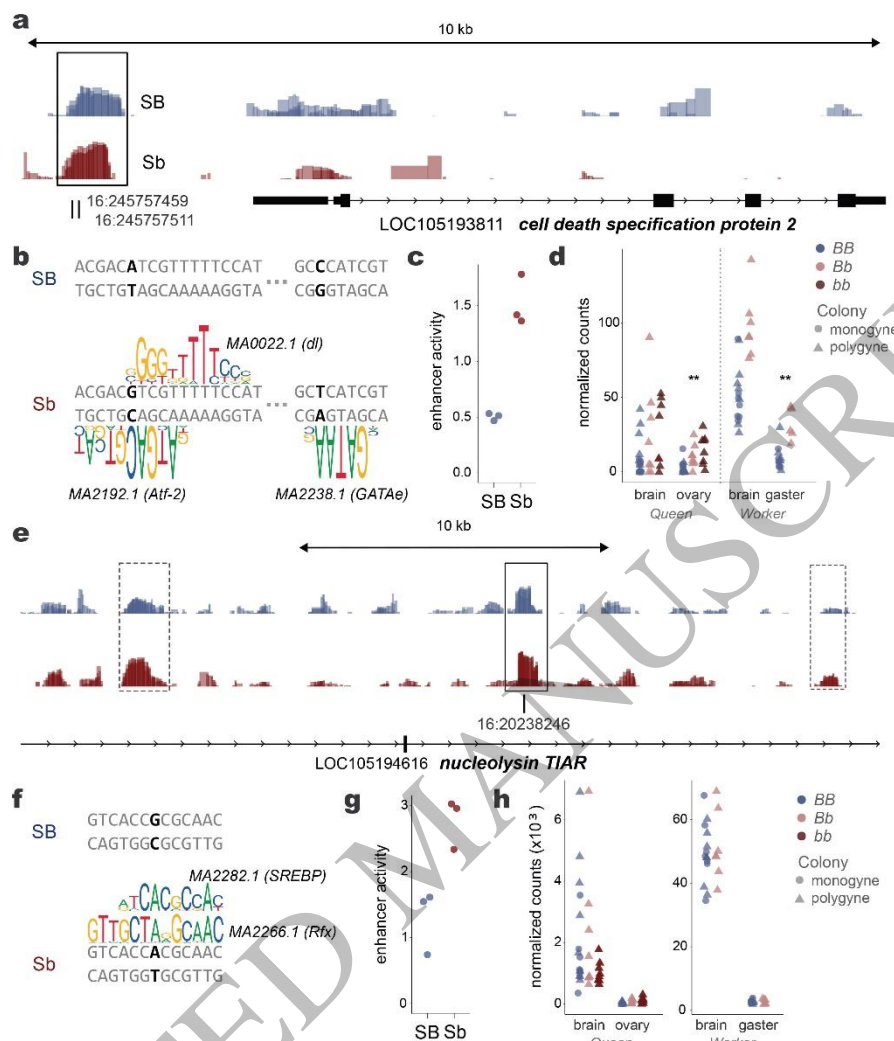 a
10 kb
SB
Sb
16:245757459
16:245757511
LOC105193811 cell death specification protein 2
b
SB
ACGACATCGTTTTTCCAT ... GCCCATCGT
TGCTGTAGCAAAAAGGTA CGGGTAGCA
MA0022.1 (dl)
Sb
ACGACGTCGTTTTTCCAT ... GCTCATCGT
TGCTGCAGCAAAAAGGTA CGAGTAGCA
MA2192.1 (Atf-2)
MA2238.1 (GATAe)
c
enhancer activity
1.5
1.0
0.5
0.0
SB Sb
d
normalized counts
100
50
0
brain ovary brain gaster
Queen Worker
**
**
BB
Bb
bb
Colony
monogyne
polygyne
e
10 kb
16:20238246
LOC105194616 nucleolysin TIAR
f
SB
GTCACCGCGCAAC
CAGTGGCGCGTTG
MA2282.1 (SREBP)
MA2266.1 (Rfx)
Sb
GTCACCACGCAAC
CAGTGGTGCGTTG
g
enhancer activity
3
2
1
0
SB Sb
h
normalized counts (x10³)
6
4
2
0
brain ovary
Queen
60
40
20
0
brain gaster
Worker
BB
Bb
bb
Colony
monogyne
polygyne
TED MANUSCRI